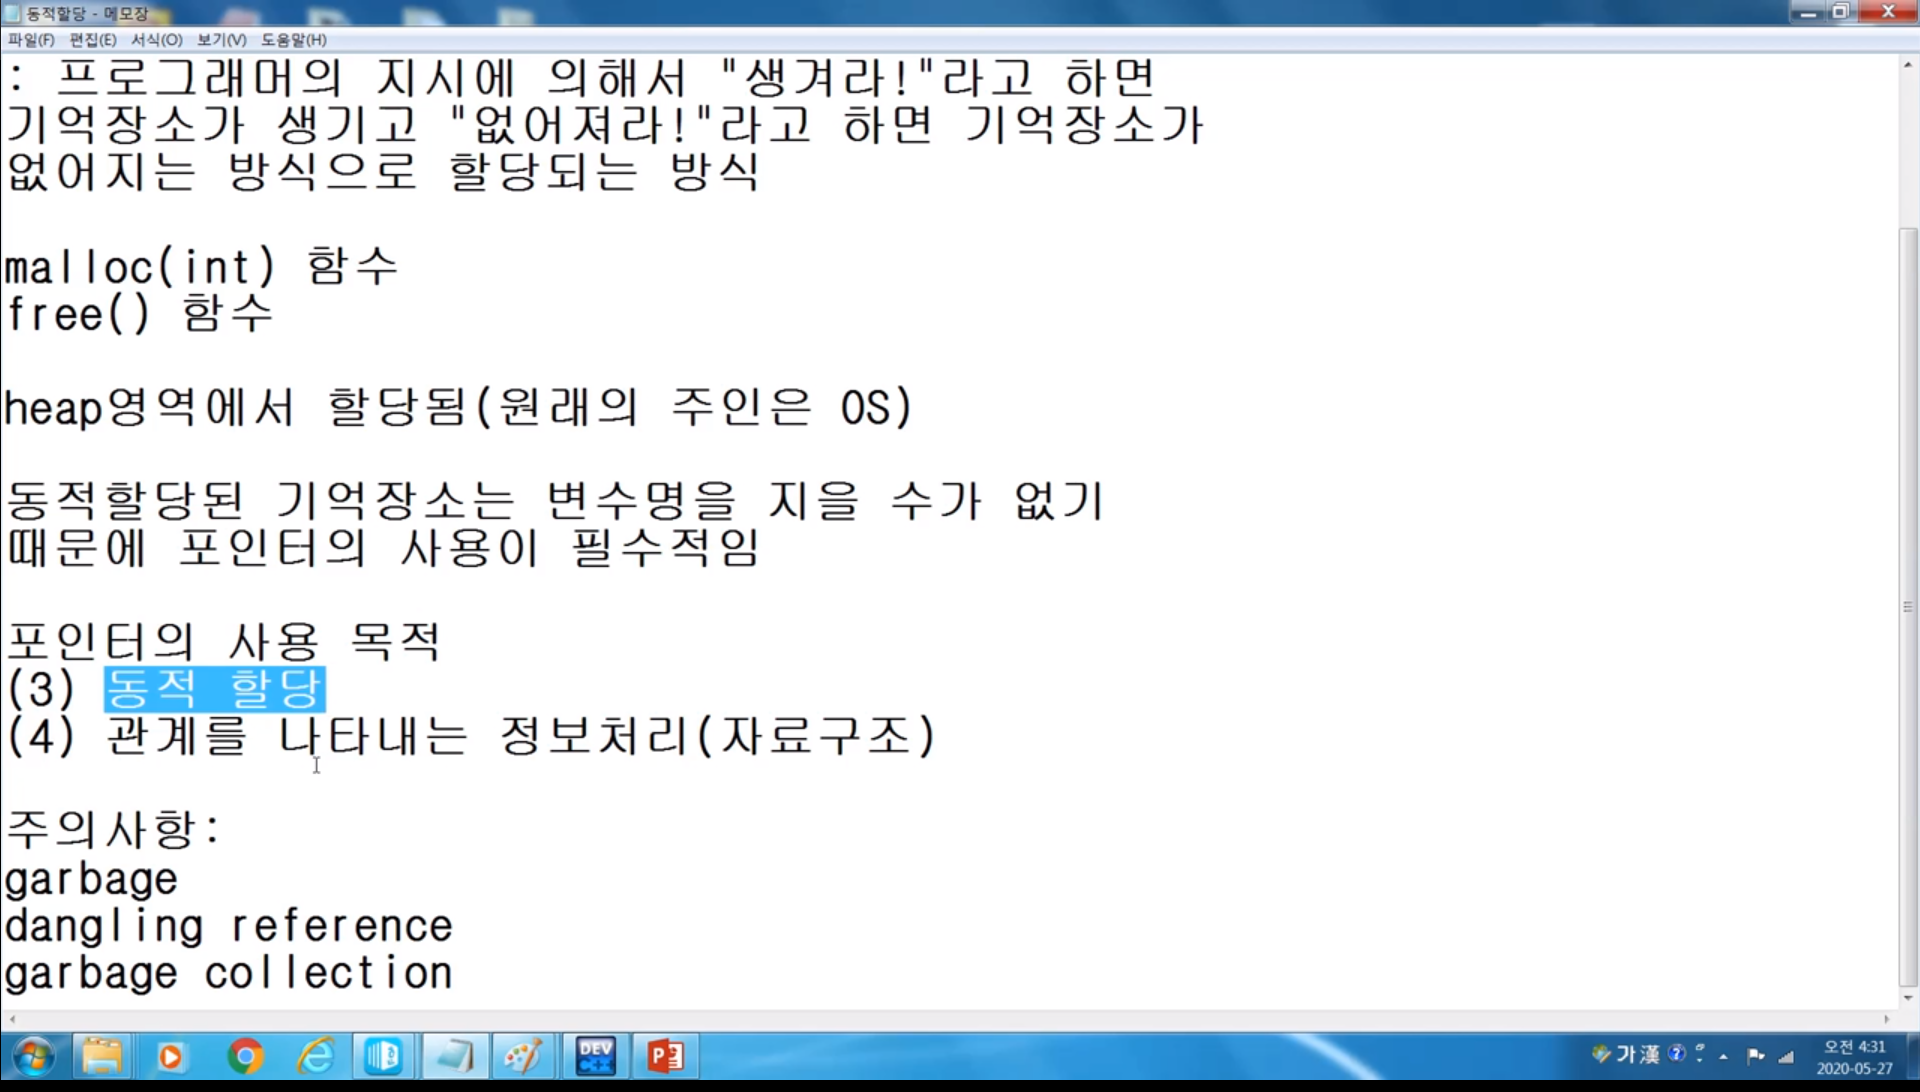 동적할당 - 메모장
파일(F) 편집(E) 서식(O) 보기(V) 도움말(H)
: 프로그래머의 지시에 의해서 "생겨라!"라고 하면
기억장소가 생기고 "없어져라!"라고 하면 기억장소가
없어지는 방식으로 할당되는 방식
malloc(int) 함수
free() 함수
heap영역에서 할당됨(원래의 주인은 OS)
동적할당된 기억장소는 변수명을 지을 수가 없기
때문에 포인터의 사용이 필수적임
포인터의 사용 목적
(3) 동적 할당
(4) 관계를 나타내는 정보처리(자료구조)
주의사항:
garbage
dangling reference
garbage collection
DEV C++
P
가 漢
오전 4:31
2020-05-27